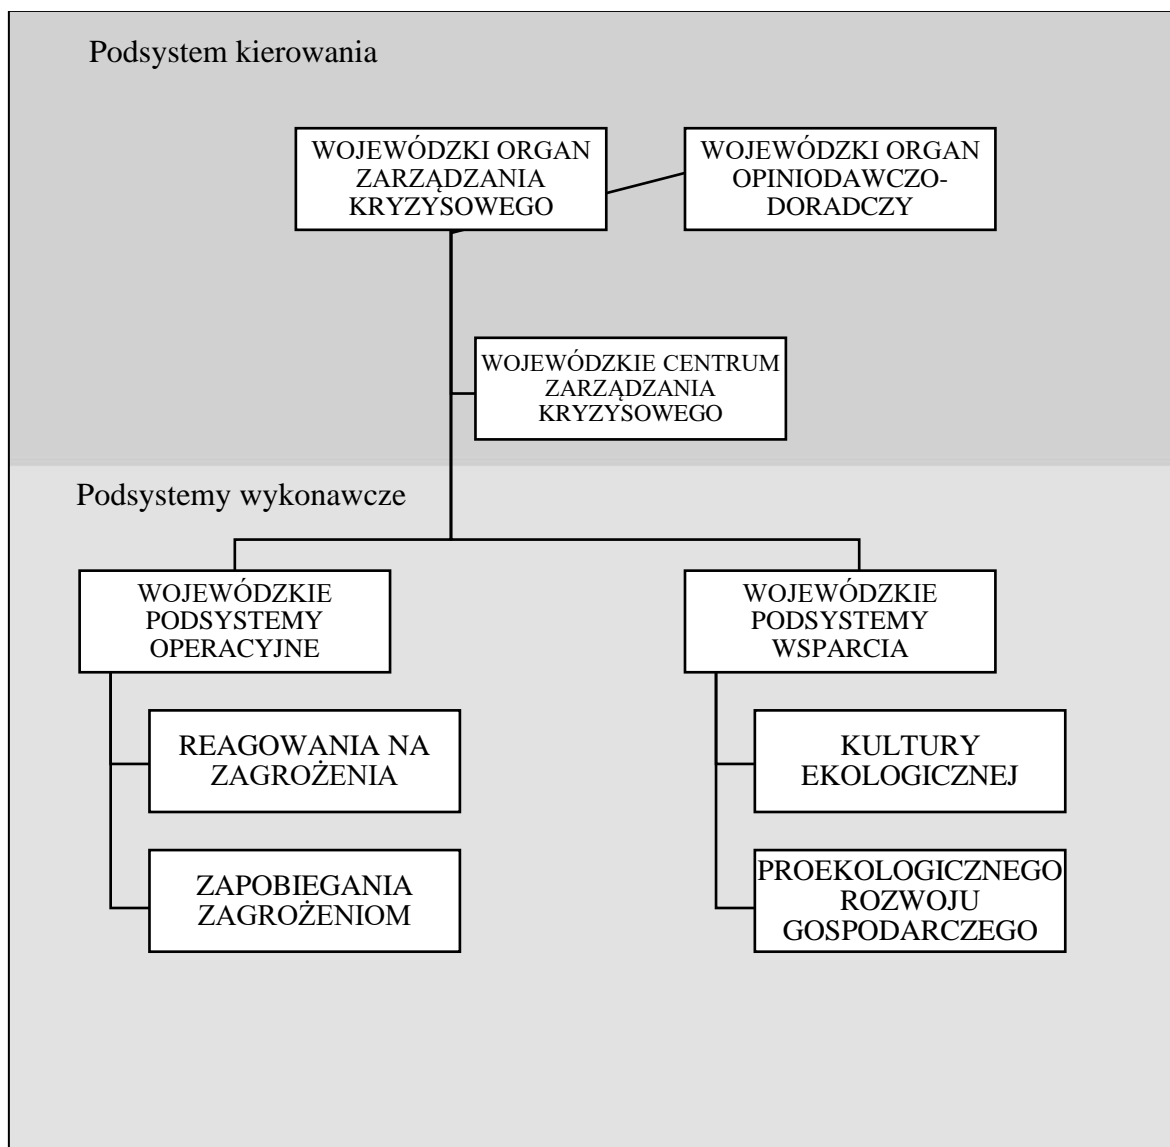 Podsystem kierowania
WOJEWÓDZKI ORGAN
ZARZĄDZANIA
KRYZYSOWEGO
WOJEWÓDZKI ORGAN
OPINIODAWCZO-
DORADCZY
WOJEWÓDZKIE CENTRUM
ZARZĄDZANIA
KRYZYSOWEGO
Podsystemy wykonawcze
WOJEWÓDZKIE
PODSYSTEMY
OPERACYJNE
WOJEWÓDZKIE
PODSYSTEMY
WSPARCIA
REAGOWANIA NA
ZAGROŻENIA
KULTURY
EKOLOGICZNEJ
ZAPOBIEGANIA
ZAGROŻENIOM
PROEKOLOGICZNEGO
ROZWOJU
GOSPODARCZEGO